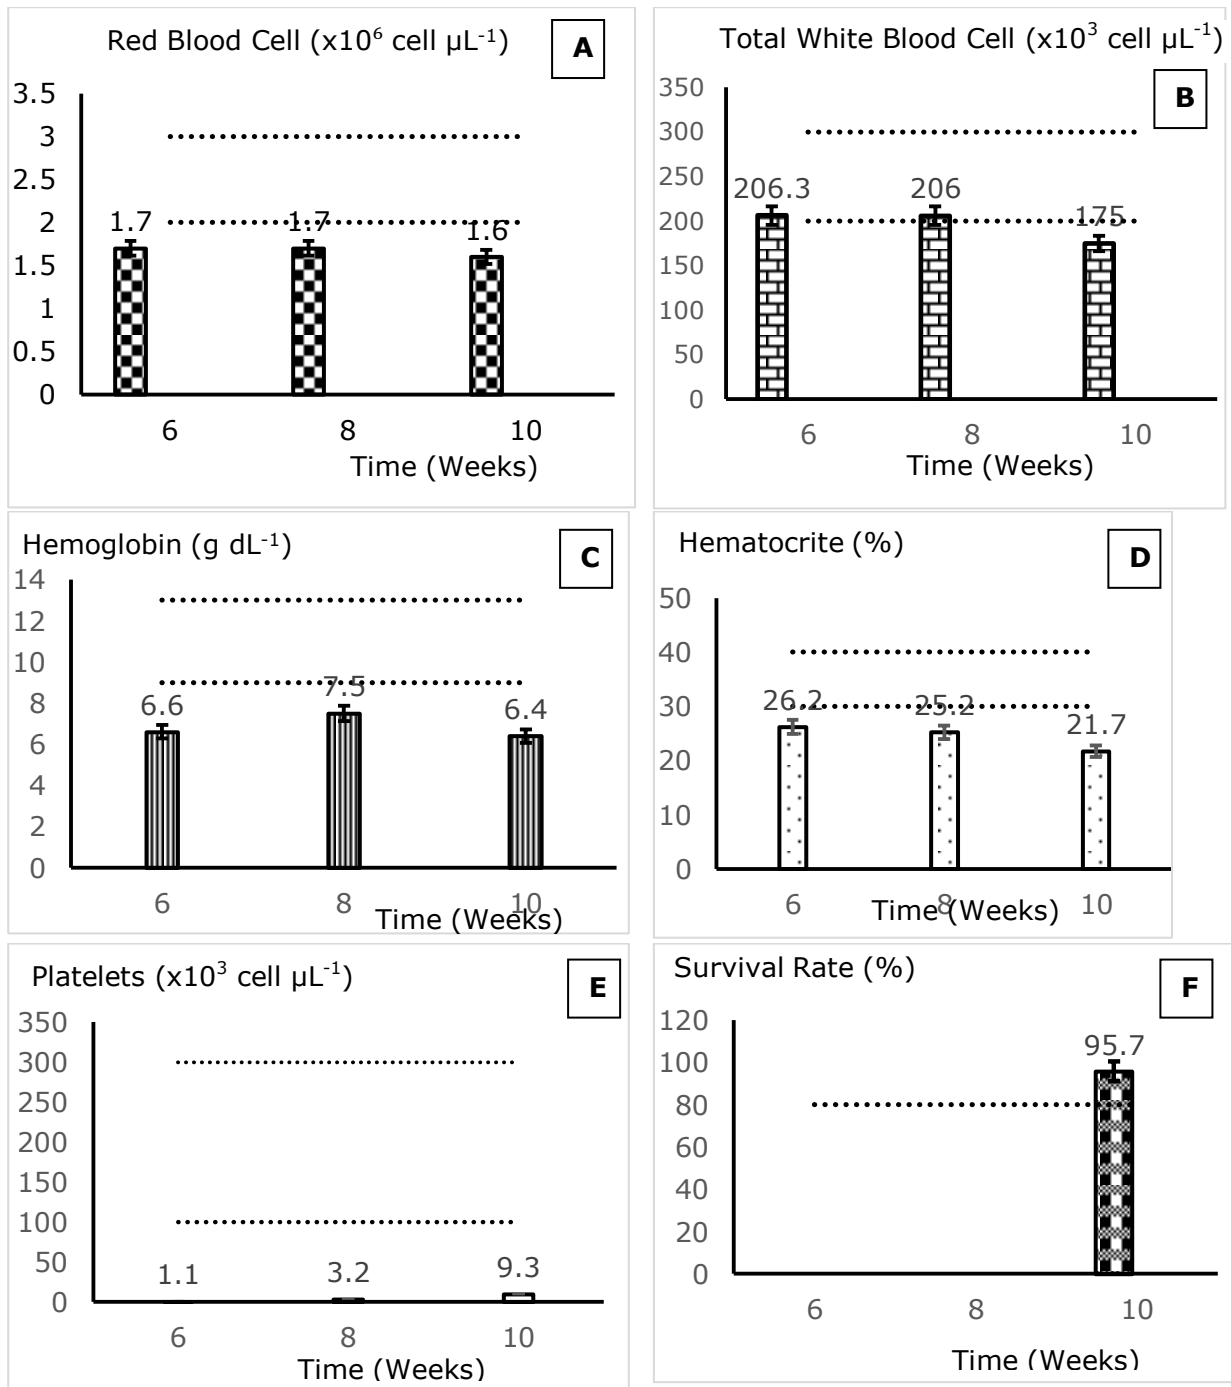 Red Blood Cell (x10⁶ cell µL⁻¹)
A
3.5
3
2.5
2
1.5
1
0.5
0
1.7
1.7
1.6
6 8 10
Time (Weeks)
Total White Blood Cell (x10³ cell µL⁻¹)
B
350
300
250
200
150
100
50
0
206.3
206
175
6 8 10
Time (Weeks)
Hemoglobin (g dL⁻¹)
C
14
12
10
8
6
4
2
0
6.6
7.5
6.4
6 8 10
Time (Weeks)
Hematocrite (%)
D
50
40
30
20
10
0
26.2
25.2
21.7
6 8 10
Time (Weeks)
Platelets (x10³ cell µL⁻¹)
E
350
300
250
200
150
100
50
0
1.1
3.2
9.3
6 8 10
Time (Weeks)
Survival Rate (%)
F
120
100
80
60
40
20
0
95.7
6 8 10
Time (Weeks)